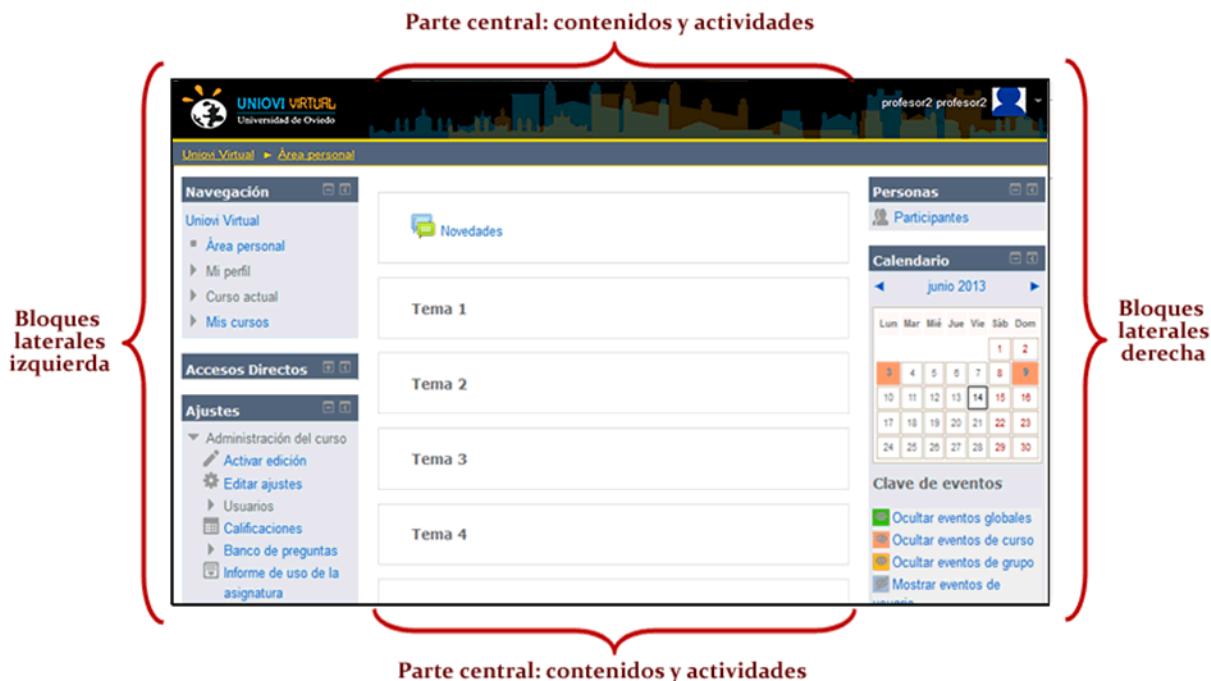 Parte central: contenidos y actividades
UNIOVI VIRTUAL
Universidad de Oviedo
profesor2 profesor2
Uniovi Virtual ► Área personal
Bloques
laterales
izquierda
Navegación
Uniovi Virtual
Área personal
Mi perfil
Curso actual
Mis cursos
Accesos Directos
Ajustes
Administración del curso
Activar edición
Editar ajustes
Usuarios
Calificaciones
Banco de preguntas
Informe de uso de la
asignatura
Novedades
Tema 1
Tema 2
Tema 3
Tema 4
Personas
Participantes
Calendario
◄ junio 2013 ►
Lun Mar Mié Jue Vie Sáb Dom
1 2
3 4 5 6 7 8 9
10 11 12 13 14 15 16
17 18 19 20 21 22 23
24 25 26 27 28 29 30
Clave de eventos
Ocultar eventos globales
Ocultar eventos de curso
Ocultar eventos de grupo
Mostrar eventos de
usuario
Bloques
laterales
derecha
Parte central: contenidos y actividades